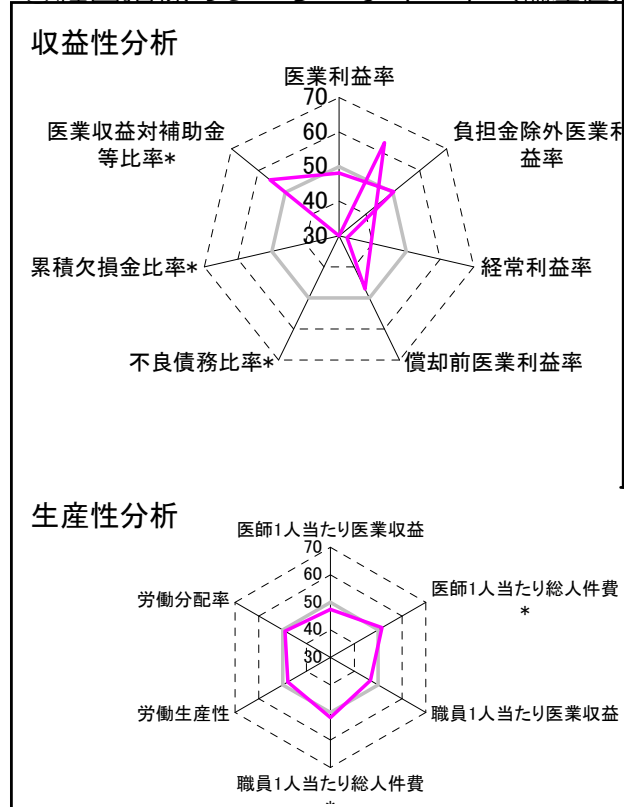 収益性分析
医業利益率
70
60
50
40
30
負担金除外医業利
益率
経常利益率
償却前医業利益率
不良債務比率*
累積欠損金比率*
医業収益対補助金
等比率*
生産性分析
医師1人当たり医業収益
70
60
50
40
30
医師1人当たり総人件費
*
職員1人当たり医業収益
職員1人当たり総人件費
*
労働生産性
労働分配率